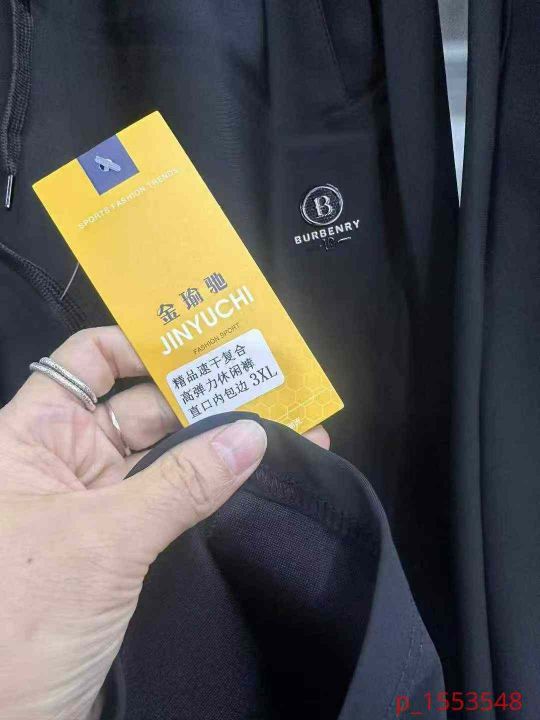 SPORTS FASHION TRENDS
金瑜驰
JINYUCHI
FASHION SPORT
精品速干复合
高弹力休闲裤
直口内包边 3XL
B
BURBENRY
p_1553548